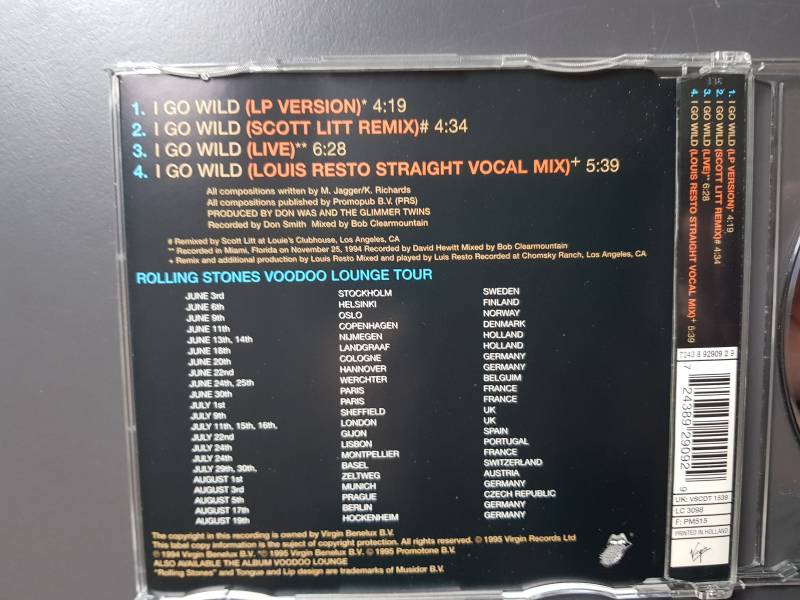 1. I GO WILD (LP VERSION)* 4:19
2. I GO WILD (SCOTT LITT REMIX)# 4:34
3. I GO WILD (LIVE)** 6:28
4. I GO WILD (LOUIS RESTO STRAIGHT VOCAL MIX)+ 5:39
All compositions written by M. Jagger/K. Richards
All compositions published by Promopub B.V. (PRS)
PRODUCED BY DON WAS AND THE GLIMMER TWINS
Recorded by Don Smith Mixed by Bob Clearmountain
# Remixed by Scott Litt at Louie's Clubhouse, Los Angeles, CA
** Recorded in Miami, Florida on November 25, 1994 Recorded by David Hewitt Mixed by Bob Clearmountain
+ Remix and additional production by Louis Resto Mixed and played by Luis Resto Recorded at Chomsky Ranch, Los Angeles, CA
ROLLING STONES VOODOO LOUNGE TOUR
JUNE 3rd STOCKHOLM SWEDEN
JUNE 6th HELSINKI FINLAND
JUNE 9th OSLO NORWAY
JUNE 11th COPENHAGEN DENMARK
JUNE 13th, 14th NIJMEGEN HOLLAND
JUNE 18th LANDGRAAF HOLLAND
JUNE 20th COLOGNE GERMANY
JUNE 22nd HANNOVER GERMANY
JUNE 24th, 25th WERCHTER BELGUIM
JUNE 30th PARIS FRANCE
JULY 1st PARIS FRANCE
JULY 9th SHEFFIELD UK
JULY 11th, 15th, 16th, LONDON UK
JULY 22nd GIJON SPAIN
JULY 24th LISBON PORTUGAL
JULY 24th MONTPELLIER FRANCE
JULY 29th, 30th, BASEL SWITZERLAND
AUGUST 1st ZELTWEG AUSTRIA
AUGUST 3rd MUNICH GERMANY
AUGUST 5th PRAGUE CZECH REPUBLIC
AUGUST 17th BERLIN GERMANY
AUGUST 19th HOCKENHEIM GERMANY
The copyright in this recording is owned by Virgin Benelux B.V.
This label copy information is the suject of copyright protection. All rights reserved. © 1995 Virgin Records Ltd
© 1994 Virgin Benelux B.V. *© 1995 Virgin Benelux B.V. © 1995 Promotone B.V.
ALSO AVAILABLE THE ALBUM VOODOO LOUNGE
"Rolling Stones" and Tongue and Lip design are trademarks of Musidor B.V.
1. I GO WILD (LP VERSION)* 4:19
2. I GO WILD (SCOTT LITT REMIX)# 4:34
3. I GO WILD (LIVE)** 6:28
4. I GO WILD (LOUIS RESTO STRAIGHT VOCAL MIX)+ 5:39
7243 8 92909 2 9
7 24389 29092 9
UK: VSCDT 1539
LC 3098
F: PM515
PRINTED IN HOLLAND
Virgin